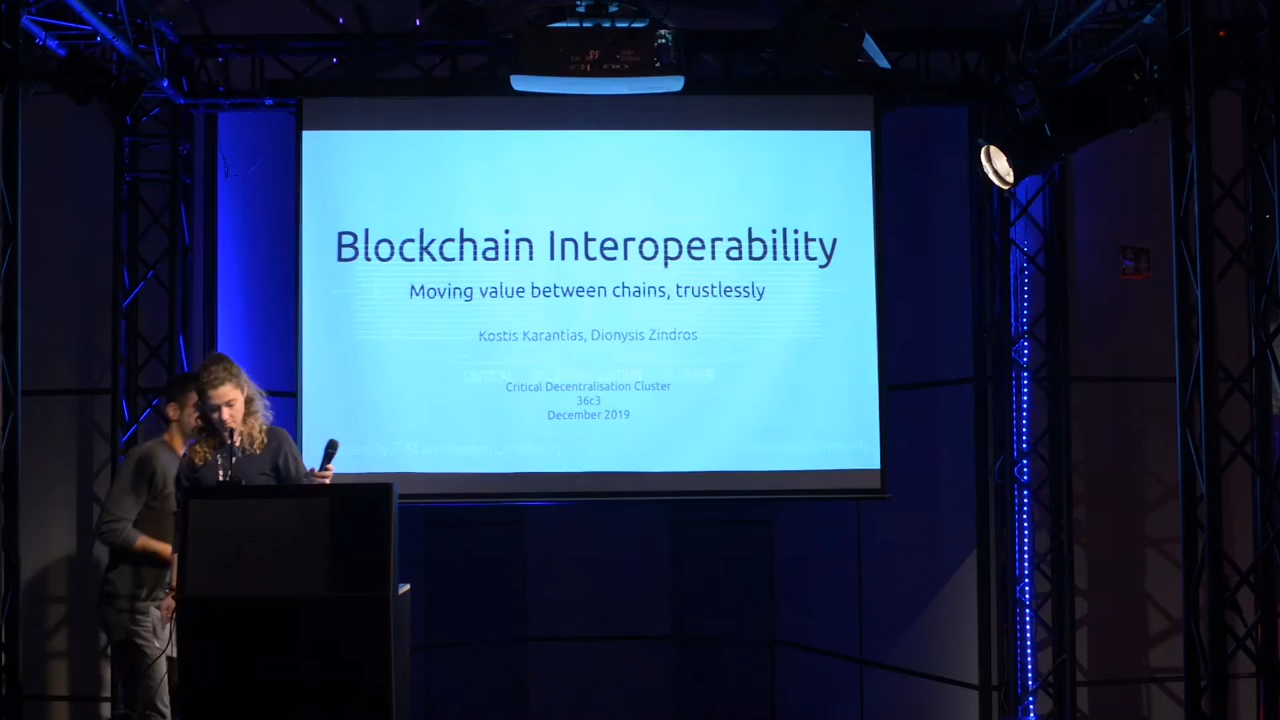 Blockchain Interoperability
Moving value between chains, trustlessly
Kostis Karantias, Dionysis Zindros
Critical Decentralisation Cluster
36c3
December 2019